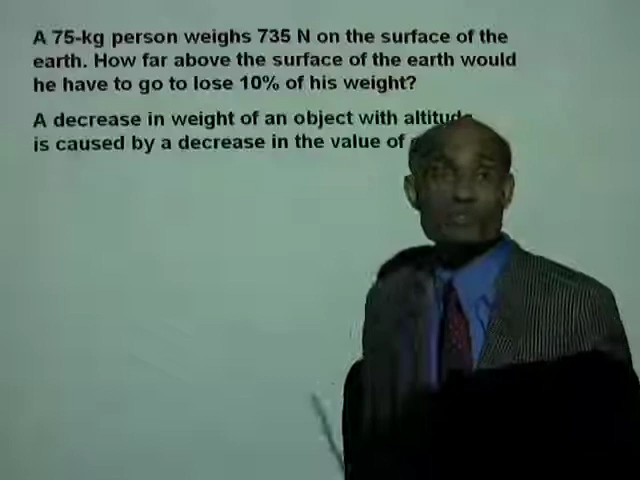 A 75-kg person weighs 735 N on the surface of the
earth. How far above the surface of the earth would
he have to go to lose 10% of his weight?
A decrease in weight of an object with altitude
is caused by a decrease in the value of